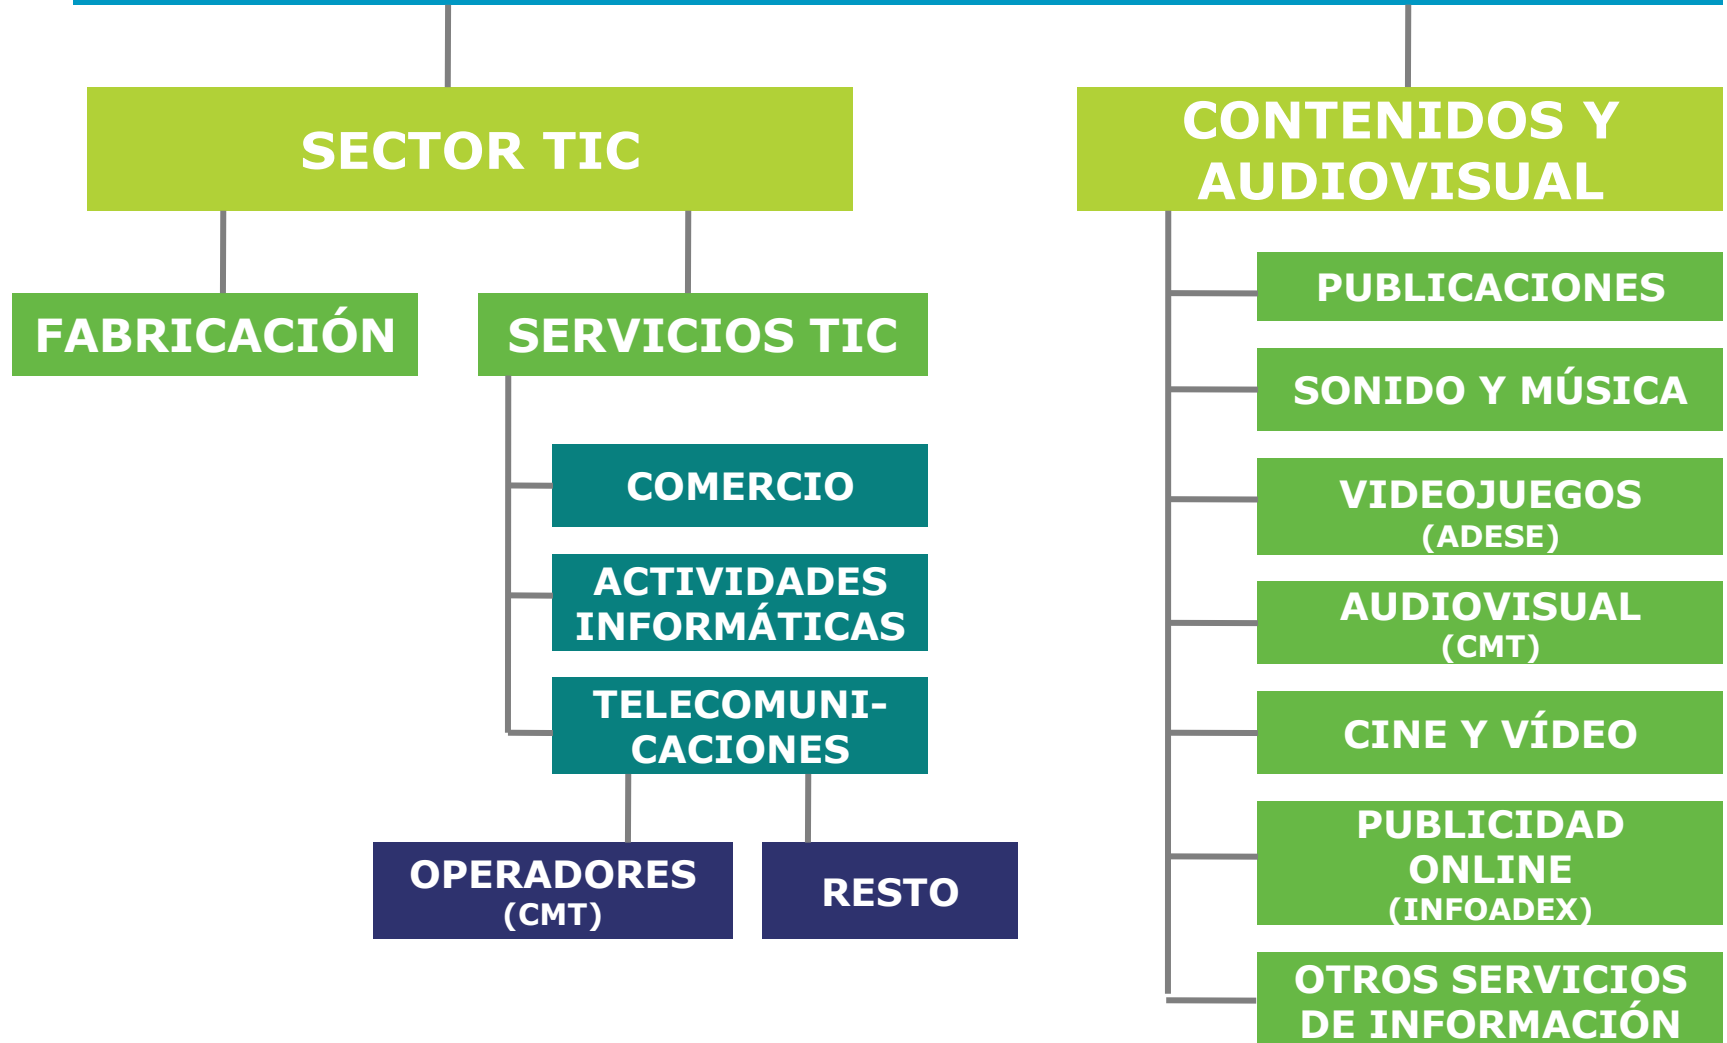 SECTOR TIC
FABRICACIÓN
SERVICIOS TIC
COMERCIO
ACTIVIDADES
INFORMÁTICAS
TELECOMUNI-
CACIONES
OPERADORES
(CMT)
RESTO
CONTENIDOS Y
AUDIOVISUAL
PUBLICACIONES
SONIDO Y MÚSICA
VIDEOJUEGOS
(ADESE)
AUDIOVISUAL
(CMT)
CINE Y VÍDEO
PUBLICIDAD
ONLINE
(INFOADEX)
OTROS SERVICIOS
DE INFORMACIÓN